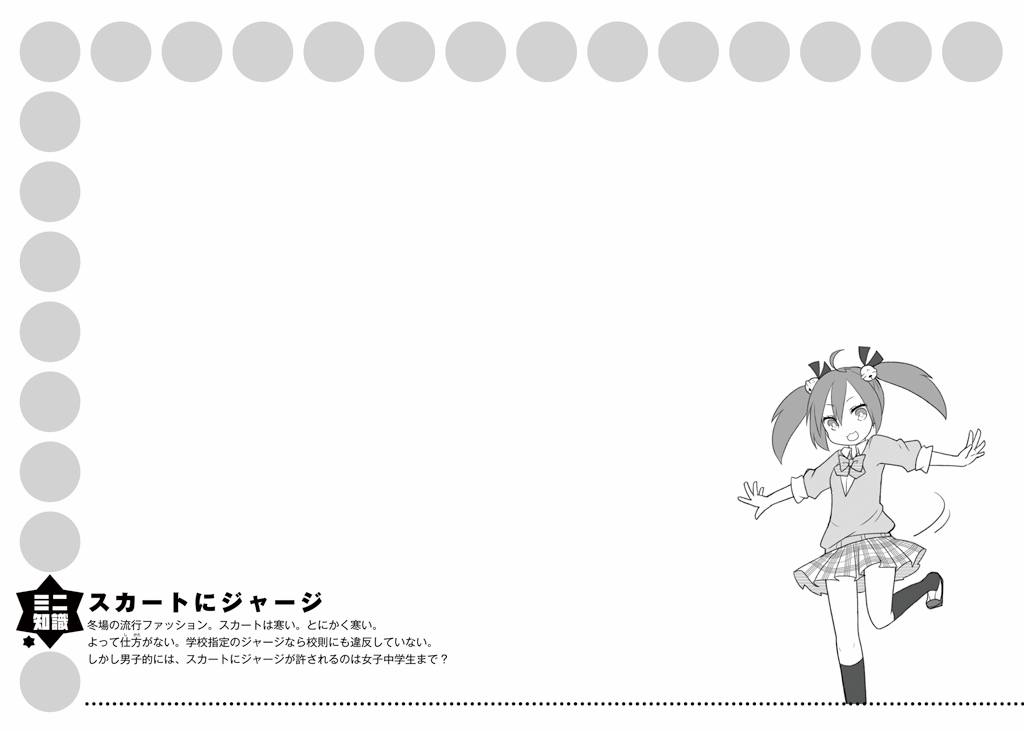 ミニ
知識
スカートにジャージ
冬場の流行ファッション。スカートは寒い。とにかく寒い。
よって仕方がない。学校指定のジャージなら校則にも違反していない。
しかし男子的には、スカートにジャージが許されるのは女子中学生まで？